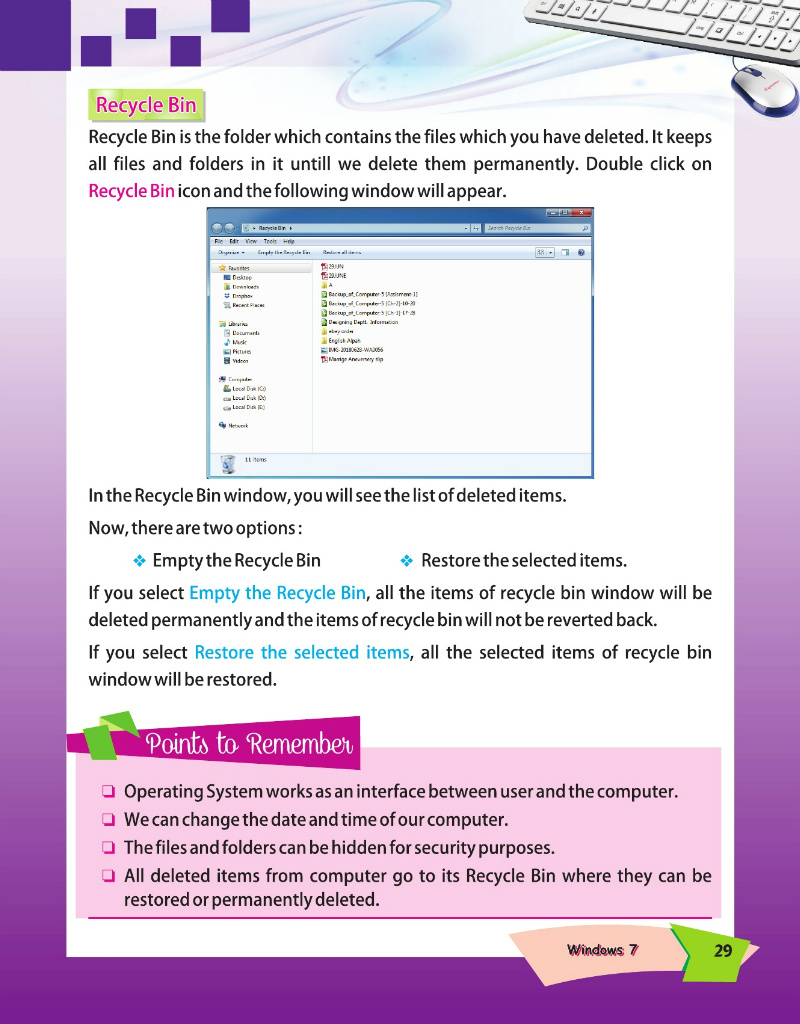 Recycle Bin
Recycle Bin is the folder which contains the files which you have deleted. It keeps
all files and folders in it untill we delete them permanently. Double click on
Recycle Bin icon and the following window will appear.
Recycle Bin
Search Recycle Bin
File Edit View Tools Help
Organize Empty the Recycle Bin Restore all items
Favorites
Desktop
Downloads
Dropbox
Recent Places
Libraries
Documents
Music
Pictures
Videos
Computer
Local Disk (C:)
Local Disk (D:)
Local Disk (E:)
Network
29JUN
29JUNE
A
Backup_of_Computer-5 [Assisment-1]
Backup_of_Computer-5 [Ch-2]-10-20
Backup_of_Computer-5 [Ch-3]-17-28
Designing Deptt. Information
ebey order
English Alpah
IMG-20180628-WA0056
Marrige Aneversery slip
11 items
In the Recycle Bin window, you will see the list of deleted items.
Now, there are two options :
❖ Empty the Recycle Bin ❖ Restore the selected items.
If you select Empty the Recycle Bin, all the items of recycle bin window will be
deleted permanently and the items of recycle bin will not be reverted back.
If you select Restore the selected items, all the selected items of recycle bin
window will be restored.
Points to Remember
❑ Operating System works as an interface between user and the computer.
❑ We can change the date and time of our computer.
❑ The files and folders can be hidden for security purposes.
❑ All deleted items from computer go to its Recycle Bin where they can be
restored or permanently deleted.
Windows 7 29